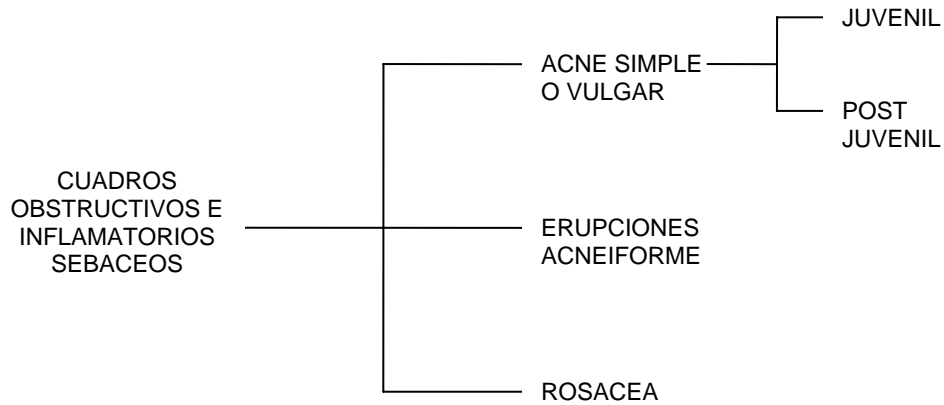 CUADROS
OBSTRUCTIVOS E
INFLAMATORIOS
SEBACEOS
ACNE SIMPLE
O VULGAR
JUVENIL
POST
JUVENIL
ERUPCIONES
ACNEIFORME
ROSACEA